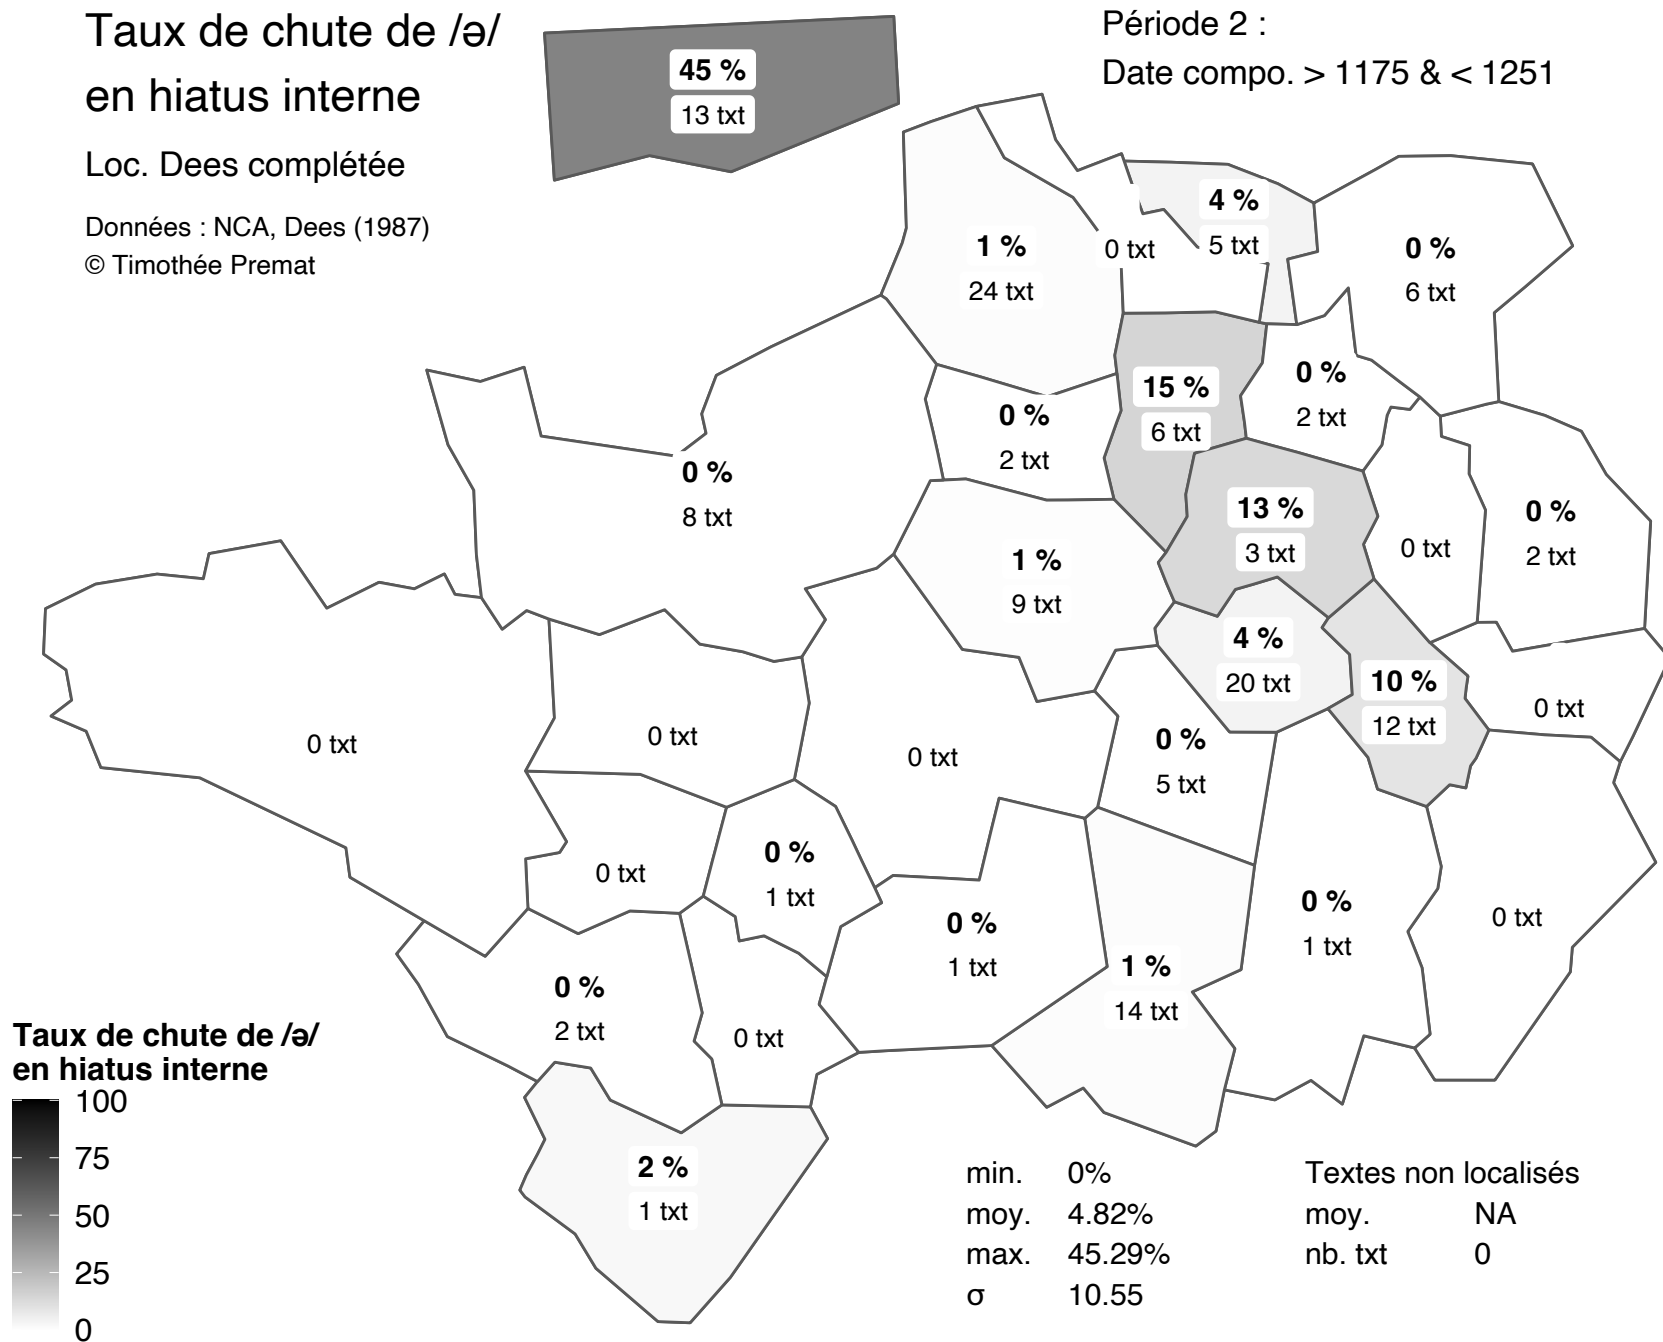 Taux de chute de /ə/
en hiatus interne
Loc. Dees complétée
Données : NCA, Dees (1987)
© Timothée Premat
Période 2 :
Date compo. > 1175 & < 1251
45 %
13 txt
4 %
5 txt
1 %
24 txt
0 txt
0 %
6 txt
15 %
6 txt
0 %
2 txt
0 %
2 txt
0 %
8 txt
13 %
3 txt
0 txt
0 %
2 txt
1 %
9 txt
4 %
20 txt
10 %
12 txt
0 txt
0 txt
0 txt
0 txt
0 %
5 txt
0 txt
0 %
1 txt
0 %
1 txt
0 %
1 txt
0 txt
1 %
14 txt
0 %
2 txt
0 txt
2 %
1 txt
Taux de chute de /ə/
en hiatus interne
100
75
50
25
0
min. 0%
moy. 4.82%
max. 45.29%
σ 10.55
Textes non localisés
moy. NA
nb. txt 0